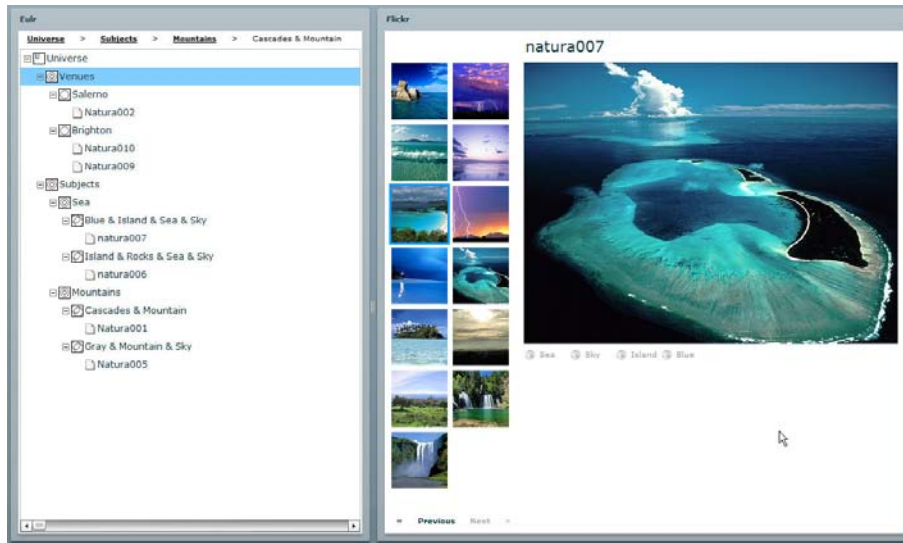 Eulr
Universe > Subjects > Mountains > Cascades & Mountain
Universe
Venues
Salerno
Natura002
Brighton
Natura010
Natura009
Subjects
Sea
Blue & Island & Sea & Sky
natura007
Island & Rocks & Sea & Sky
natura006
Mountains
Cascades & Mountain
Natura001
Gray & Mountain & Sky
Natura005
Flickr
natura007
Sea Sky Island Blue
« Previous Next »